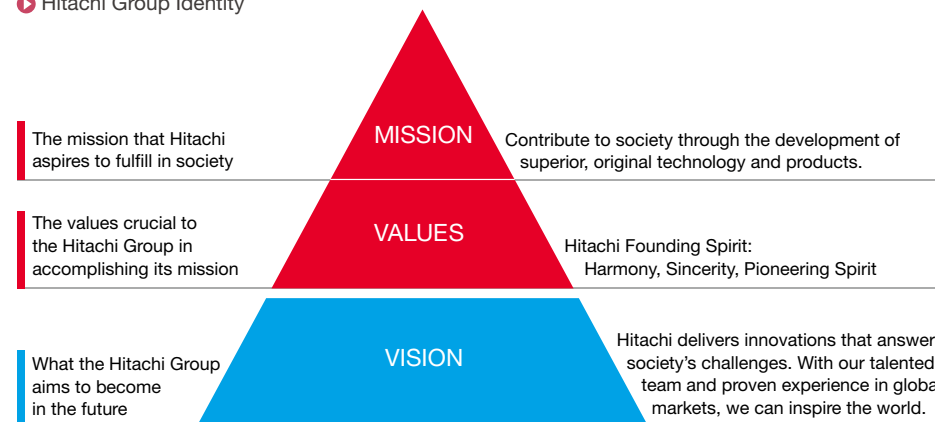 Hitachi Group Identity
The mission that Hitachi
aspires to fulfill in society
MISSION
Contribute to society through the development of
superior, original technology and products.
The values crucial to
the Hitachi Group in
accomplishing its mission
VALUES
Hitachi Founding Spirit:
Harmony, Sincerity, Pioneering Spirit
What the Hitachi Group
aims to become
in the future
VISION
Hitachi delivers innovations that answer
society’s challenges. With our talented
team and proven experience in global
markets, we can inspire the world.